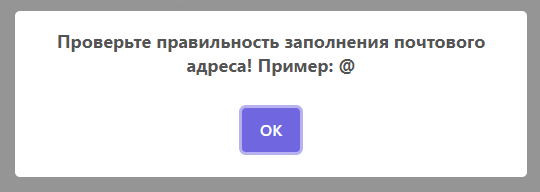 Проверьте правильность заполнения почтового
адреса! Пример: @
OK